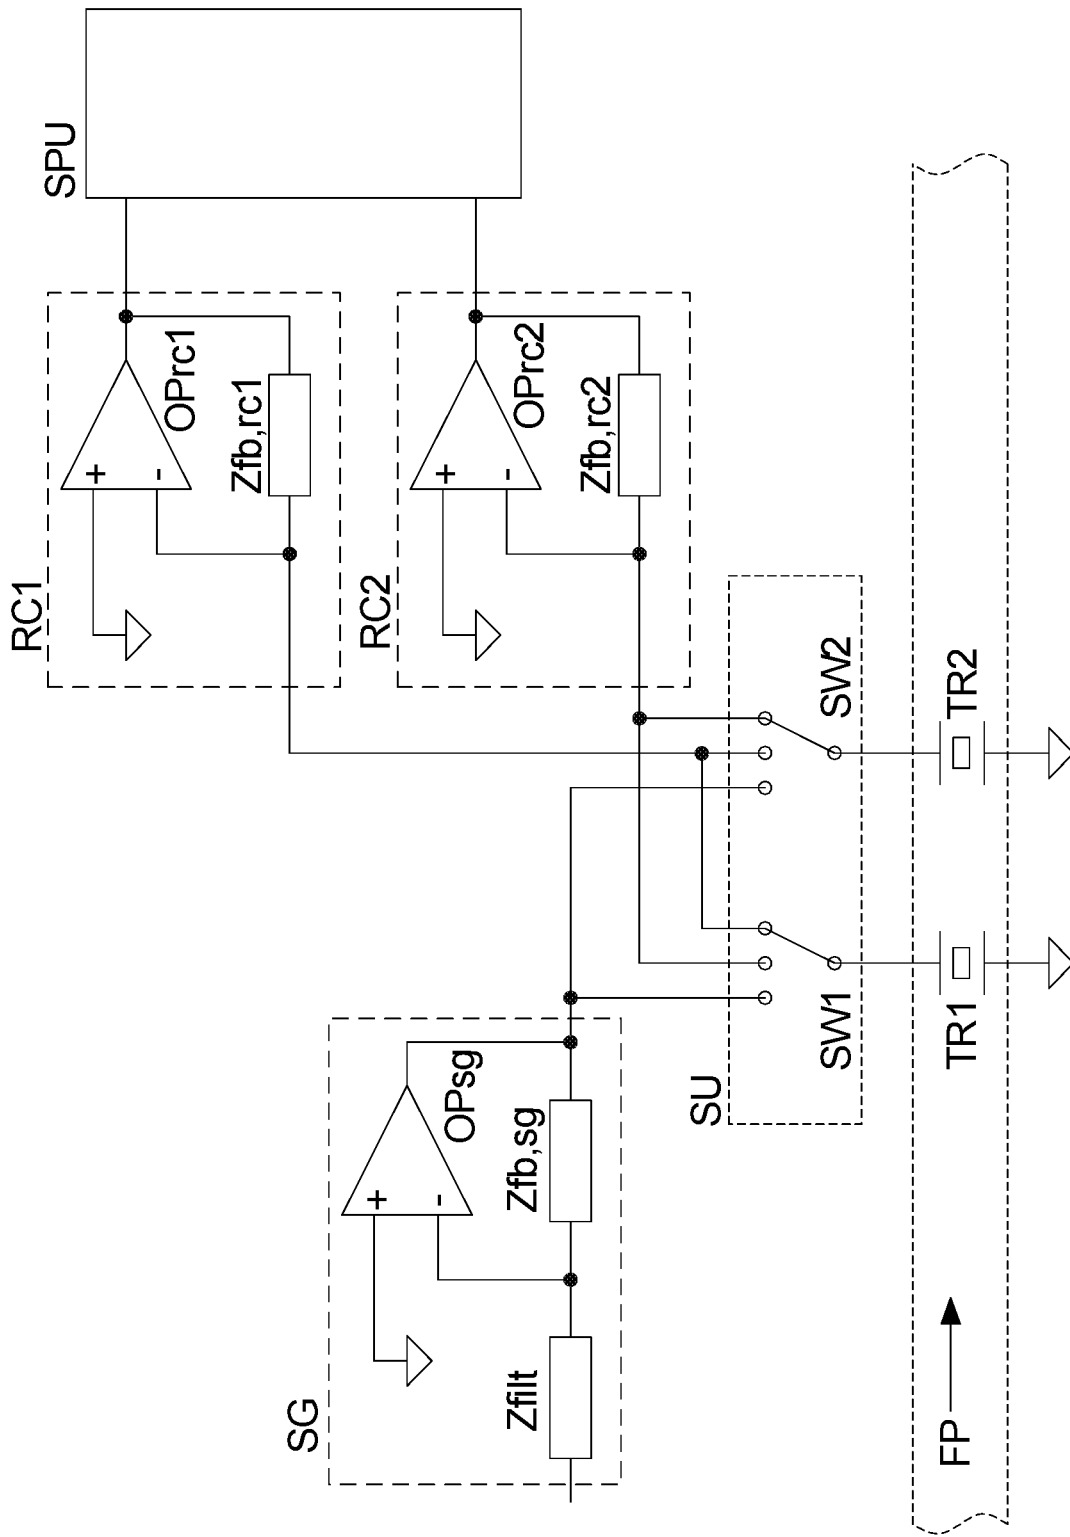 SPU
RC1
+
-
OPrc1
Zfb,rc1
RC2
+
-
OPrc2
Zfb,rc2
SG
+
-
OPsg
Zfilt
Zfb,sg
SU
SW1
SW2
TR1
TR2
FP